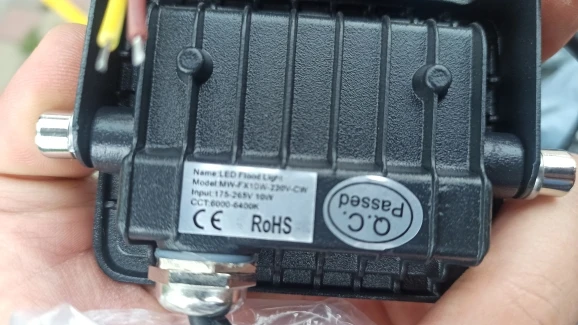 Name:LED Flood Light
Model:MW-FX10W-220V-CW
Input:175-265V 10W
CCT:6000-6400K
CE RoHS
Q.C.
Passed